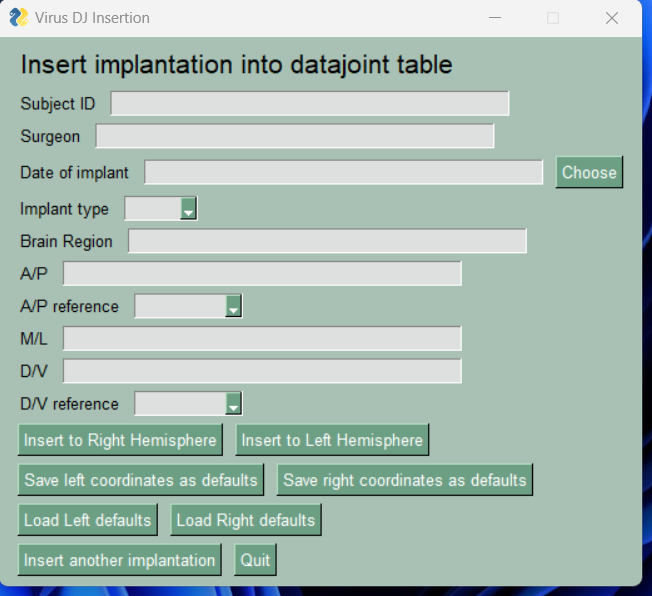 Virus DJ Insertion
Insert implantation into datajoint table
Subject ID
Surgeon
Date of implant Choose
Implant type
Brain Region
A/P
A/P reference
M/L
D/V
D/V reference
Insert to Right Hemisphere Insert to Left Hemisphere
Save left coordinates as defaults Save right coordinates as defaults
Load Left defaults Load Right defaults
Insert another implantation Quit